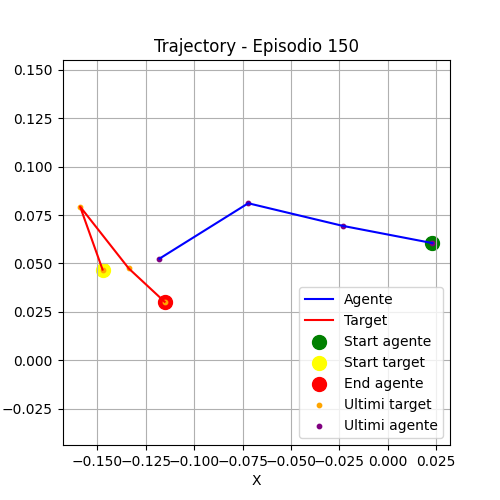 Trajectory - Episodio 150
0.150
0.125
0.100
0.075
0.050
0.025
0.000
−0.025
−0.150−0.125−0.100−0.075−0.050−0.025 0.000 0.025
X
Agente
Target
Start agente
Start target
End agente
Ultimi target
Ultimi agente